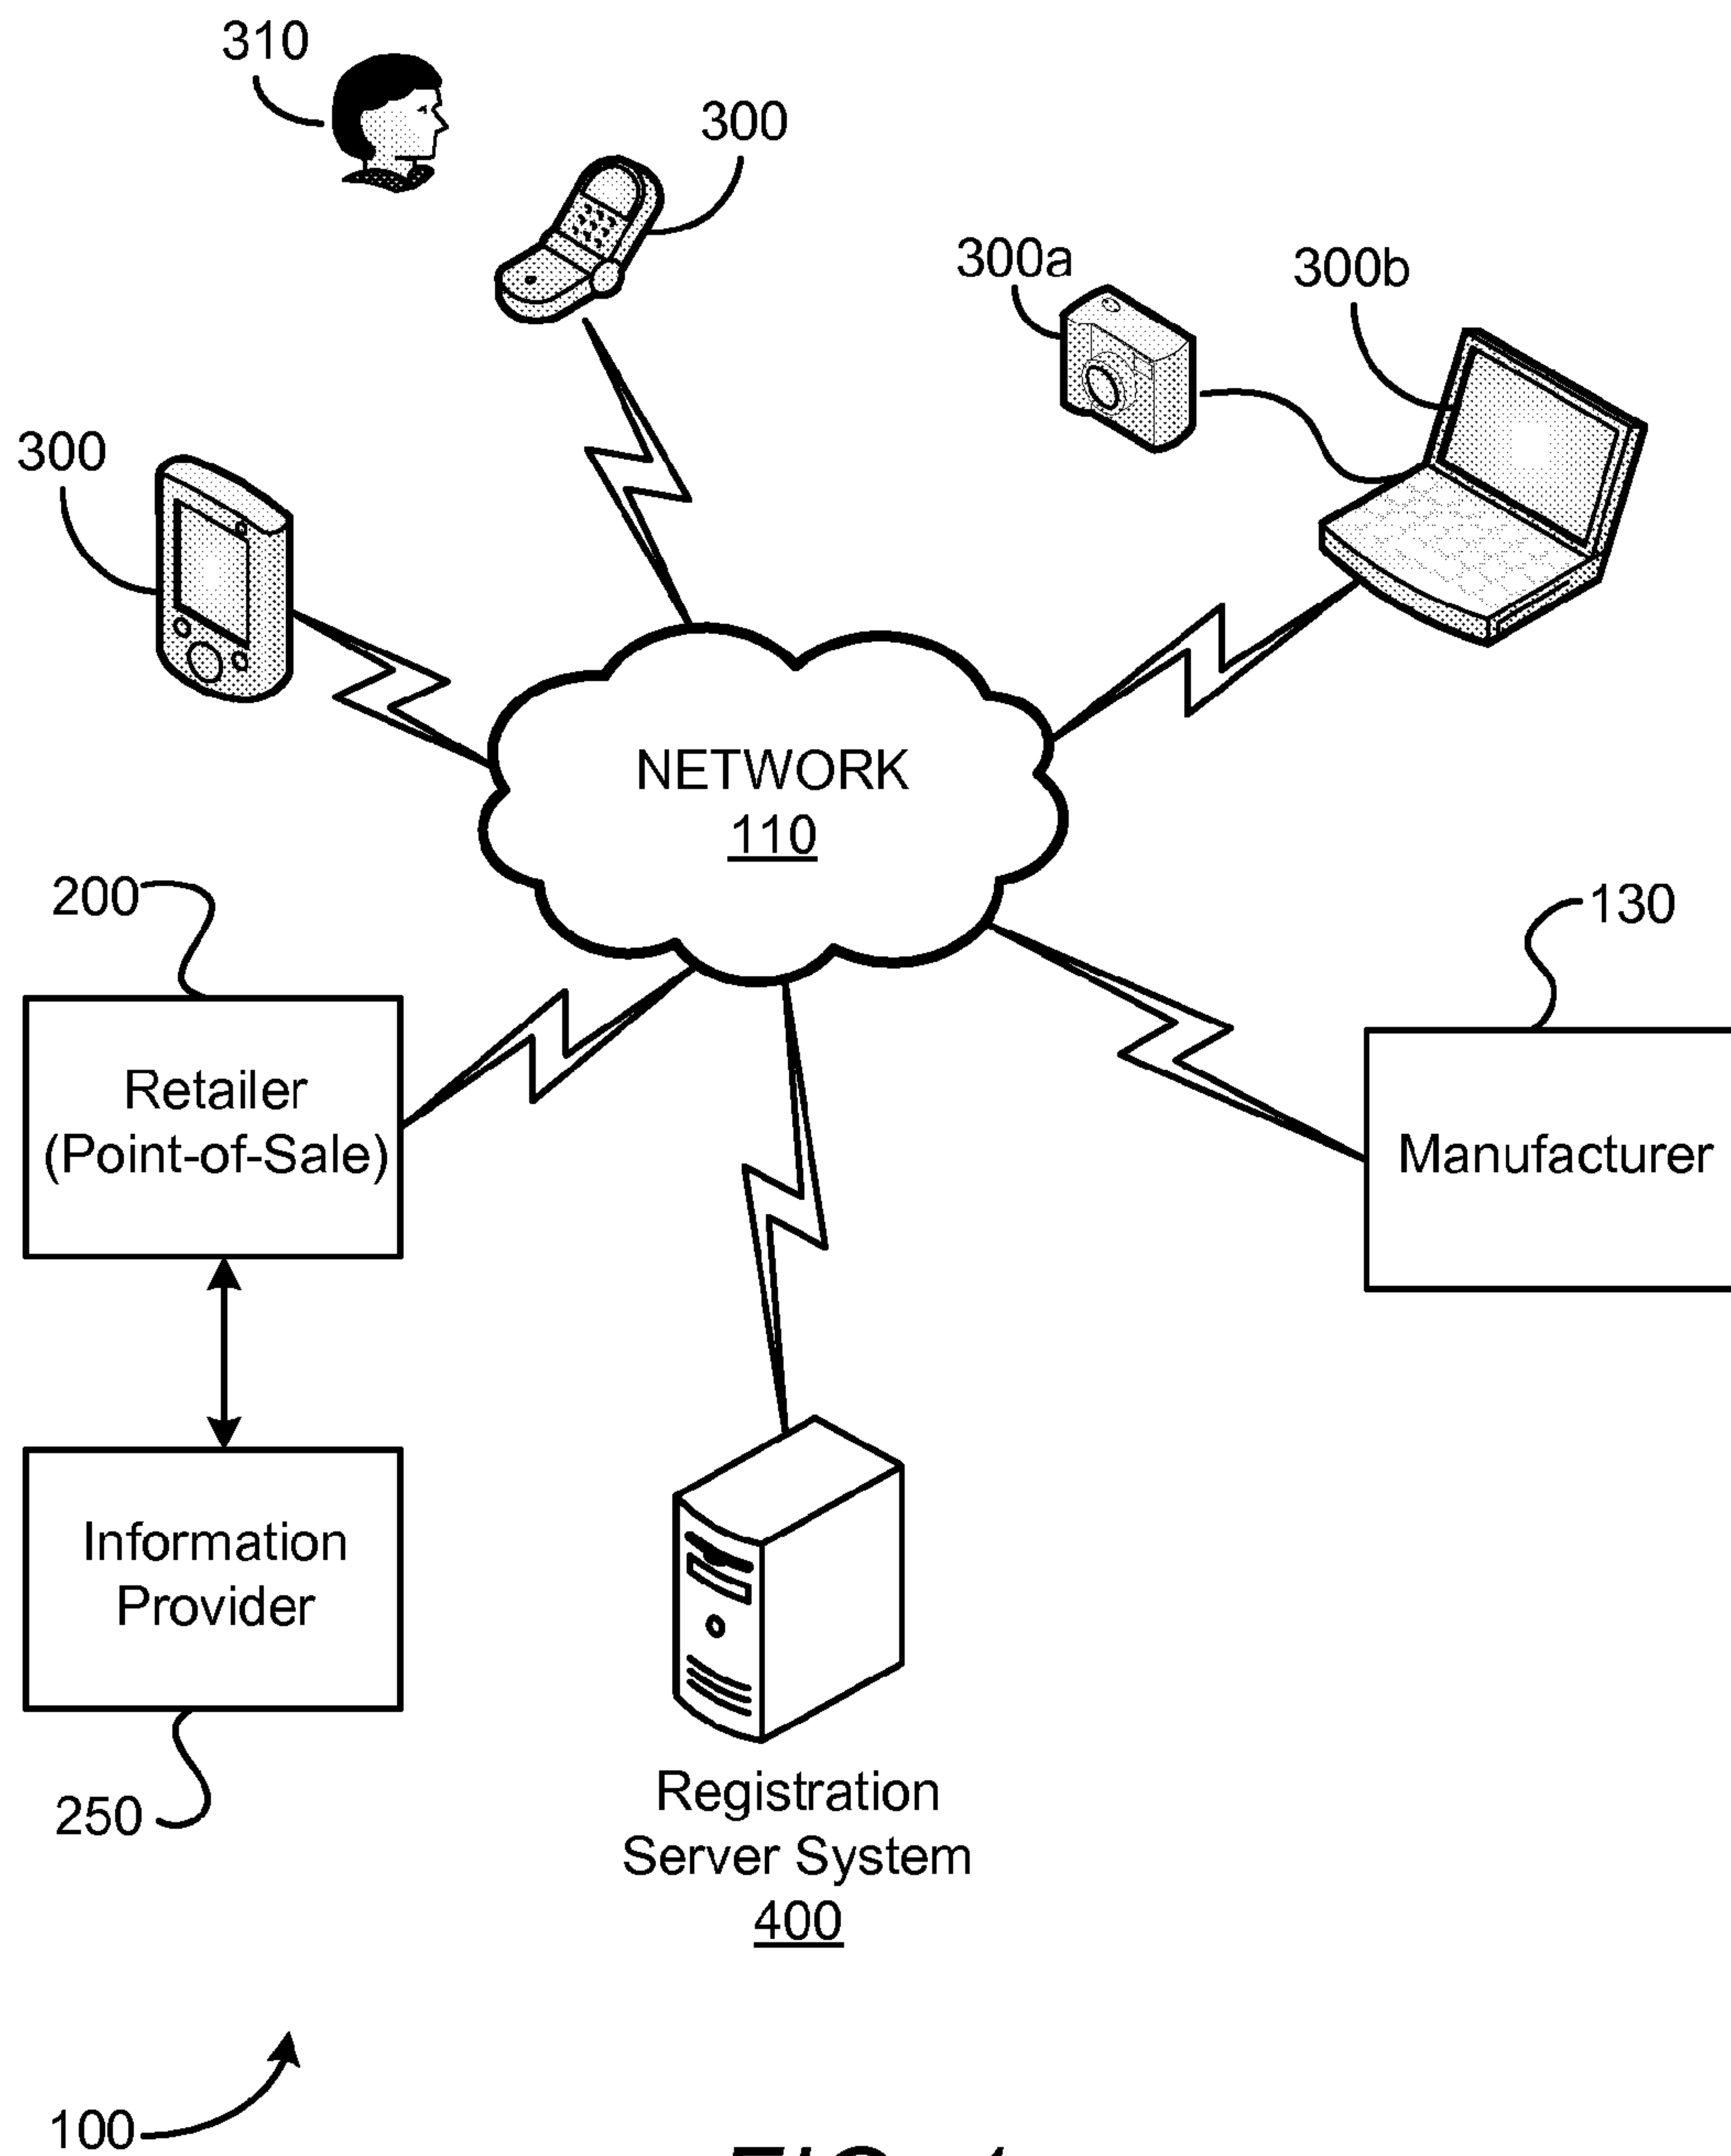 310
300
300a
300b
300
NETWORK
110
200
130
Retailer
(Point-of-Sale)
Manufacturer
Information
Provider
250
Registration
Server System
400
100